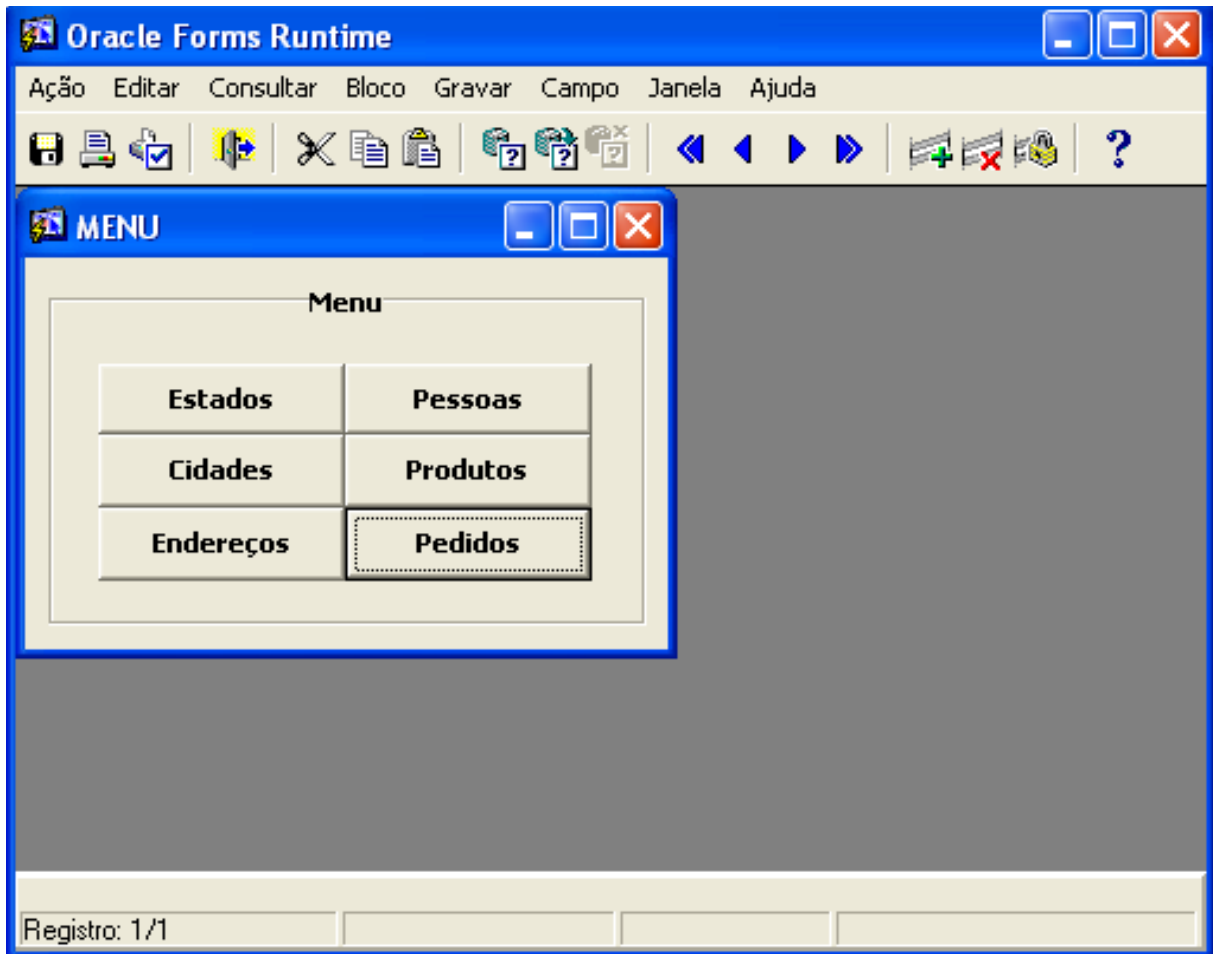 Oracle Forms Runtime
Ação Editar Consultar Bloco Gravar Campo Janela Ajuda
MENU
Menu
Estados Pessoas
Cidades Produtos
Endereços Pedidos
Registro: 1/1